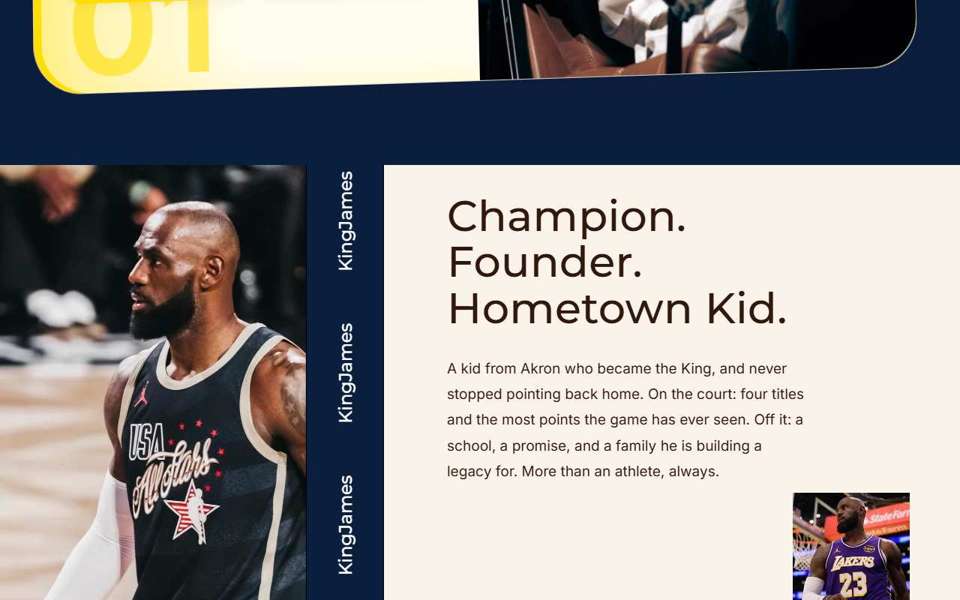 01
KingJames
KingJames
KingJames
Champion.
Founder.
Hometown Kid.
A kid from Akron who became the King, and never
stopped pointing back home. On the court: four titles
and the most points the game has ever seen. Off it: a
school, a promise, and a family he is building a
legacy for. More than an athlete, always.
USA
All Stars
StateFarm
LAKERS
23